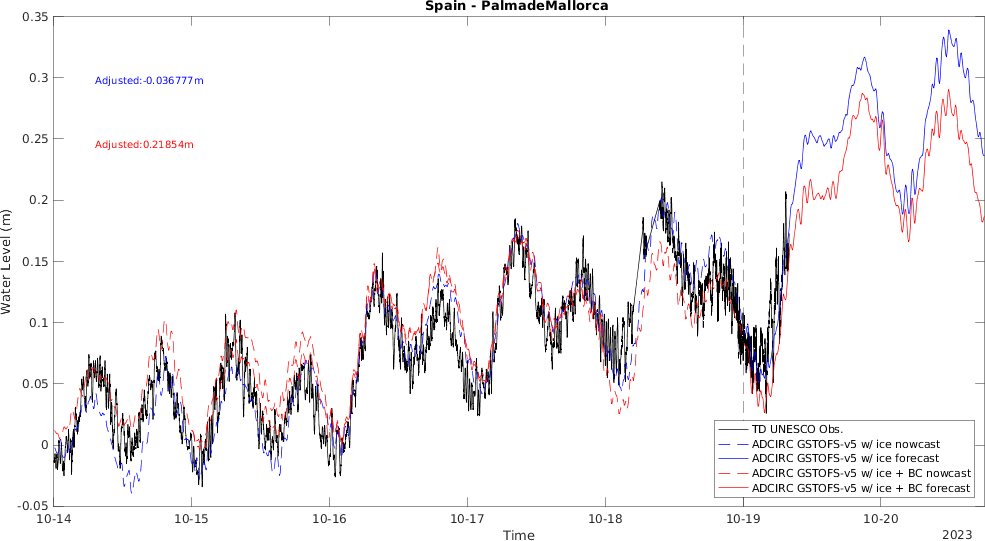 Spain - PalmadeMallorca
0.35
0.3
0.25
0.2
0.15
0.1
0.05
0
-0.05
Water Level (m)
Adjusted:-0.036777m
Adjusted:0.21854m
TD UNESCO Obs.
ADCIRC GSTOFS-v5 w/ ice nowcast
ADCIRC GSTOFS-v5 w/ ice forecast
ADCIRC GSTOFS-v5 w/ ice + BC nowcast
ADCIRC GSTOFS-v5 w/ ice + BC forecast
10-14 10-15 10-16 10-17 10-18 10-19 10-20
Time
2023